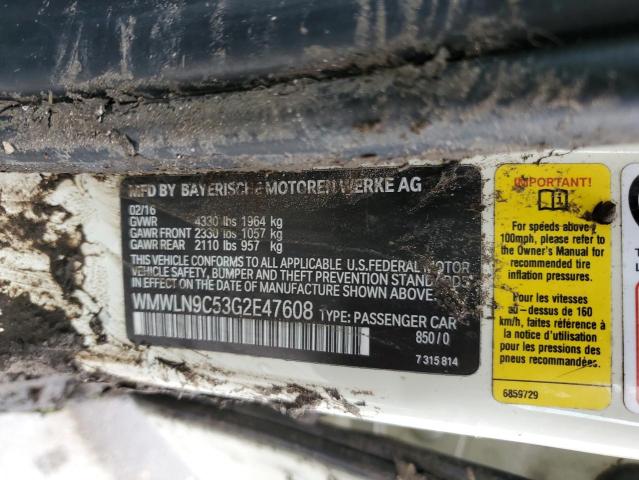 MFD BY BAYERISCHE MOTOREN WERKE AG
02/16
GVWR 4330 lbs 1964 kg
GAWR FRONT 2330 lbs 1057 kg
GAWR REAR 2110 lbs 957 kg
THIS VEHICLE CONFORMS TO ALL APPLICABLE U.S.FEDERAL MOTOR
VEHICLE SAFETY, BUMPER AND THEFT PREVENTION STANDARDS
IN EFFECT ON THE DATE OF MANUFACTURE SHOWN ABOVE.
WMWLN9C53G2E47608 TYPE: PASSENGER CAR
850/0
7 315 814
IMPORTANT:
For speeds above
100mph, please refer to
the Owner's Manual for
recommended tire
inflation pressures.
Pour les vitesses
au-dessus de 160
km/h, faites référence à
la notice d'utilisation
pour les pressions des
pneus recommandées.
6859729